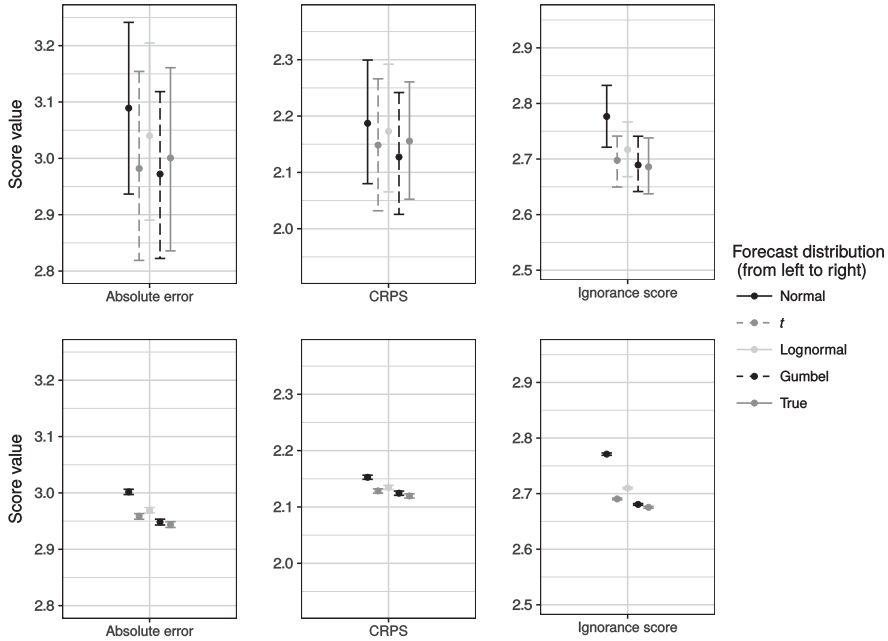 Score value
3.2
3.1
3.0
2.9
2.8
Absolute error
2.3
2.2
2.1
2.0
CRPS
2.9
2.8
2.7
2.6
2.5
Ignorance score
Forecast distribution
(from left to right)
Normal
t
Lognormal
Gumbel
True
Score value
3.2
3.1
3.0
2.9
2.8
Absolute error
2.3
2.2
2.1
2.0
CRPS
2.9
2.8
2.7
2.6
2.5
Ignorance score